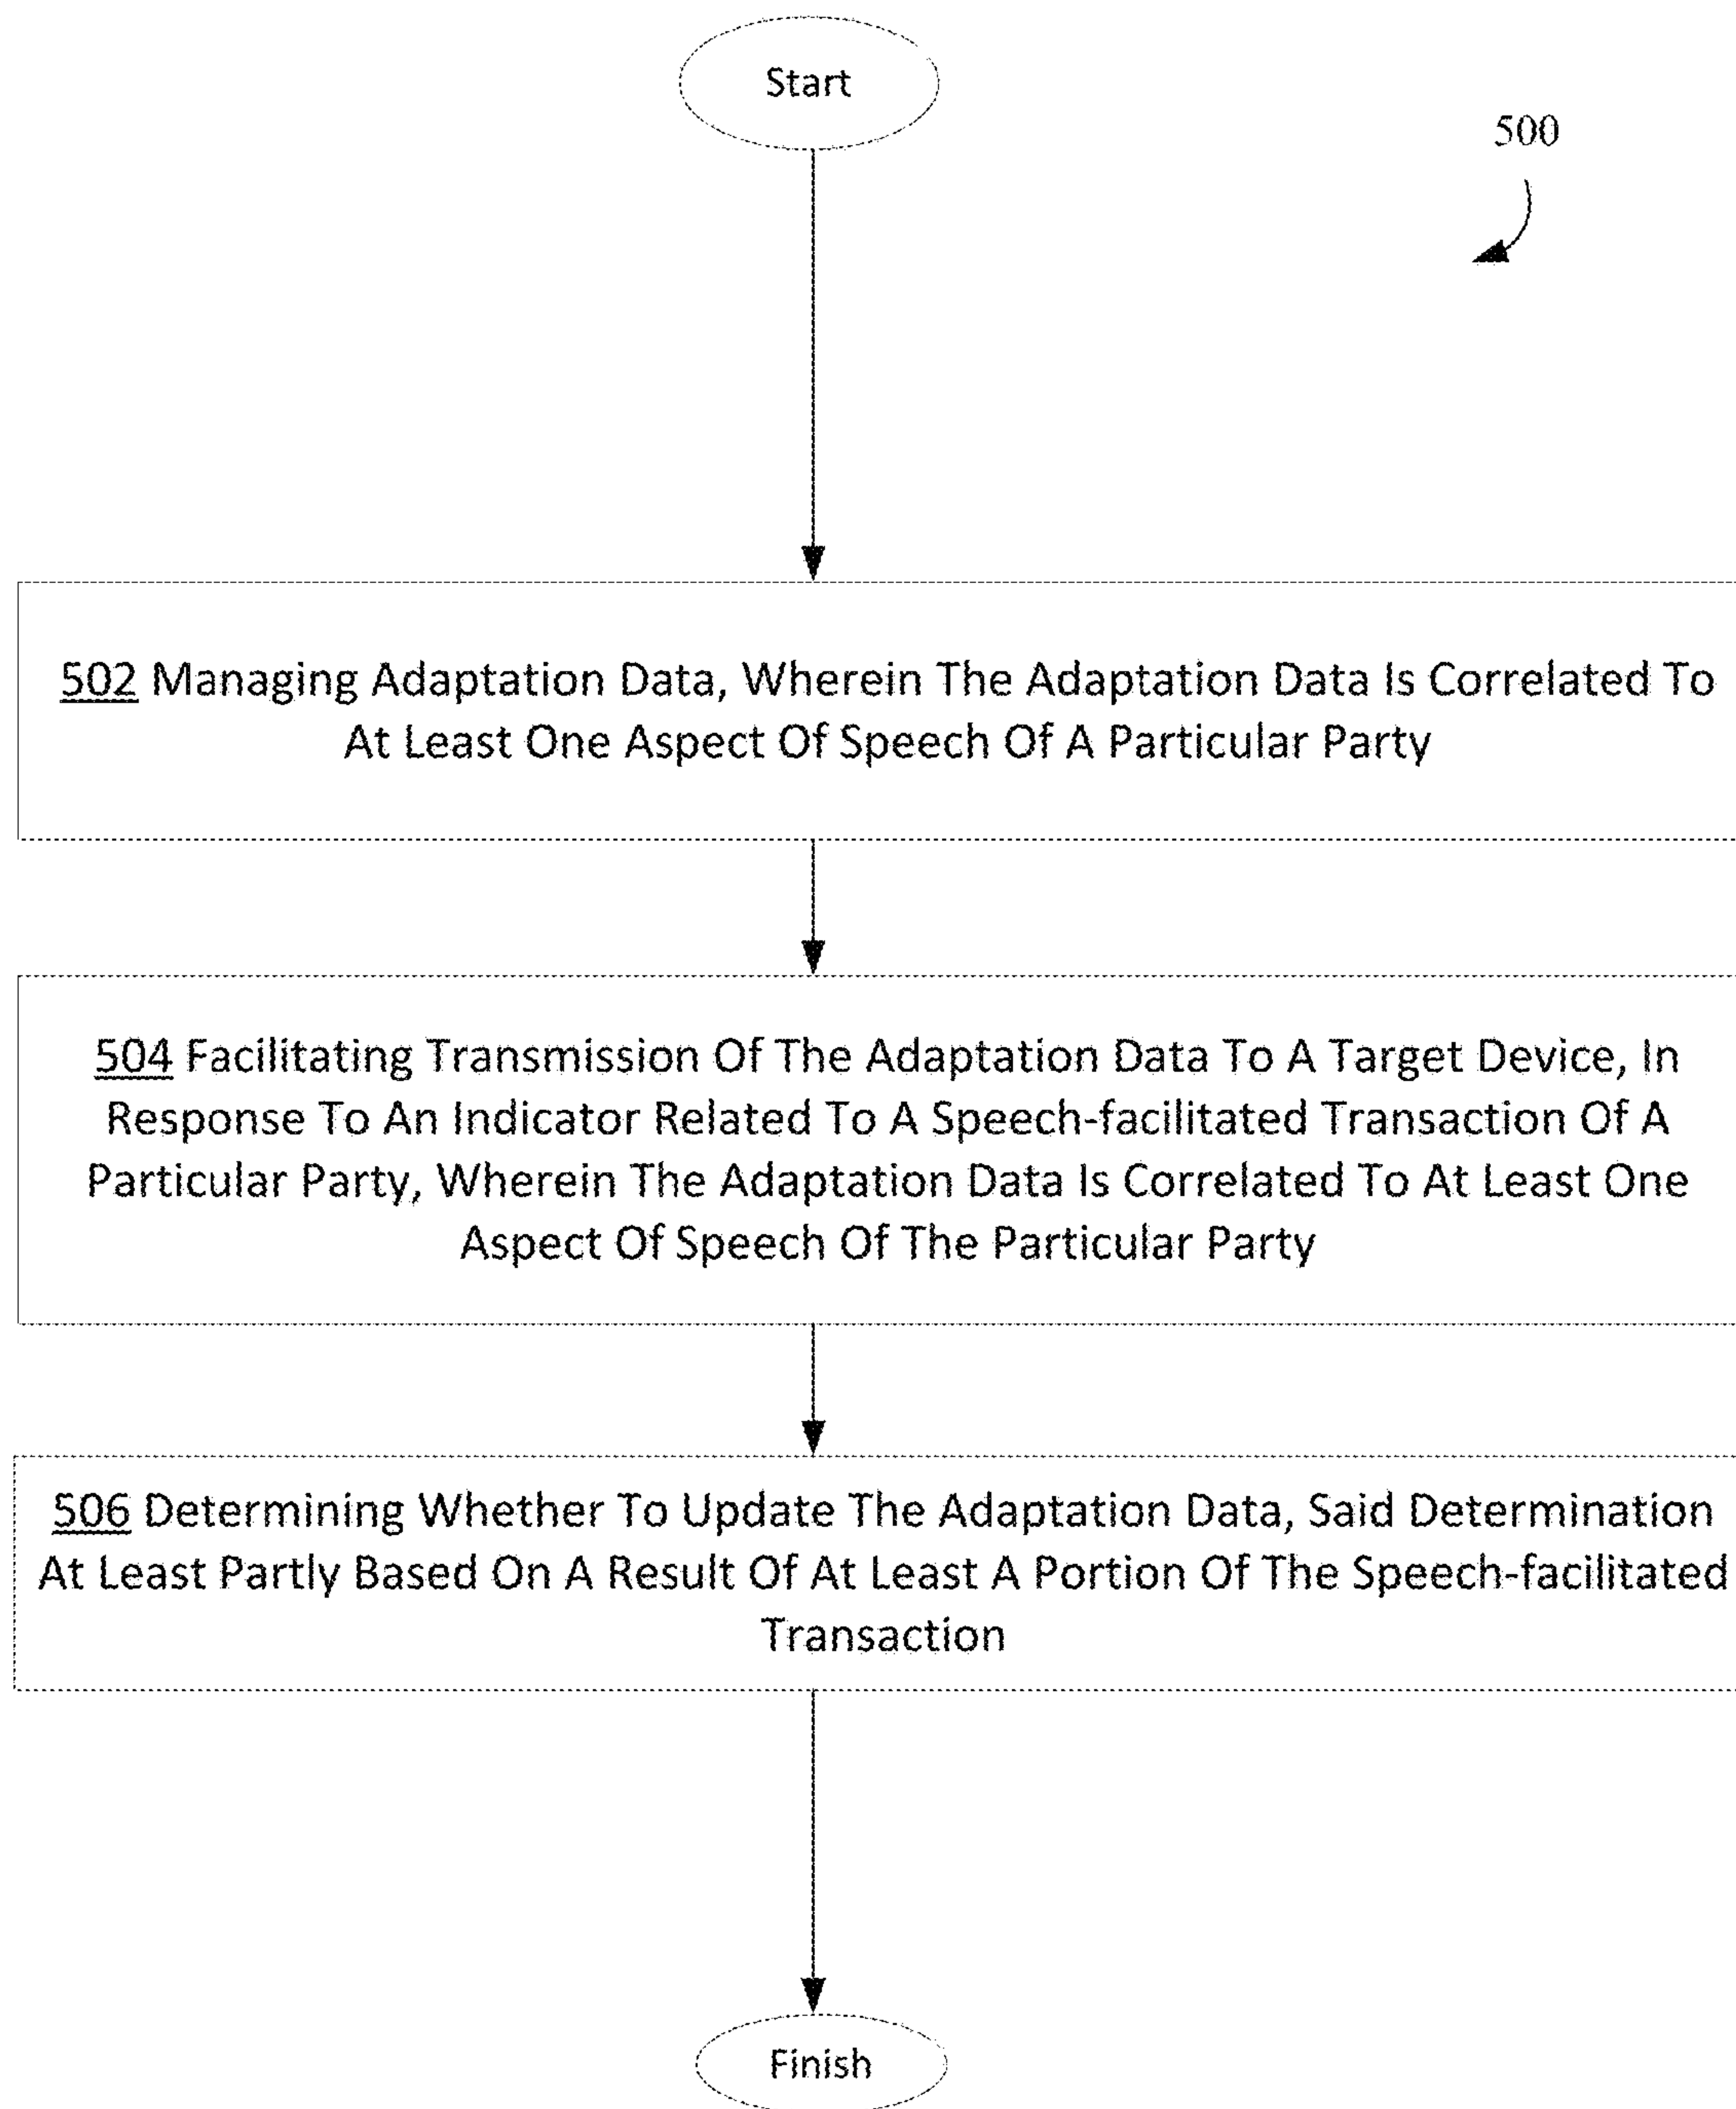 Start
500
502 Managing Adaptation Data, Wherein The Adaptation Data Is Correlated To
At Least One Aspect Of Speech Of A Particular Party
504 Facilitating Transmission Of The Adaptation Data To A Target Device, In
Response To An Indicator Related To A Speech-facilitated Transaction Of A
Particular Party, Wherein The Adaptation Data Is Correlated To At Least One
Aspect Of Speech Of The Particular Party
506 Determining Whether To Update The Adaptation Data, Said Determination
At Least Partly Based On A Result Of At Least A Portion Of The Speech-facilitated
Transaction
Finish